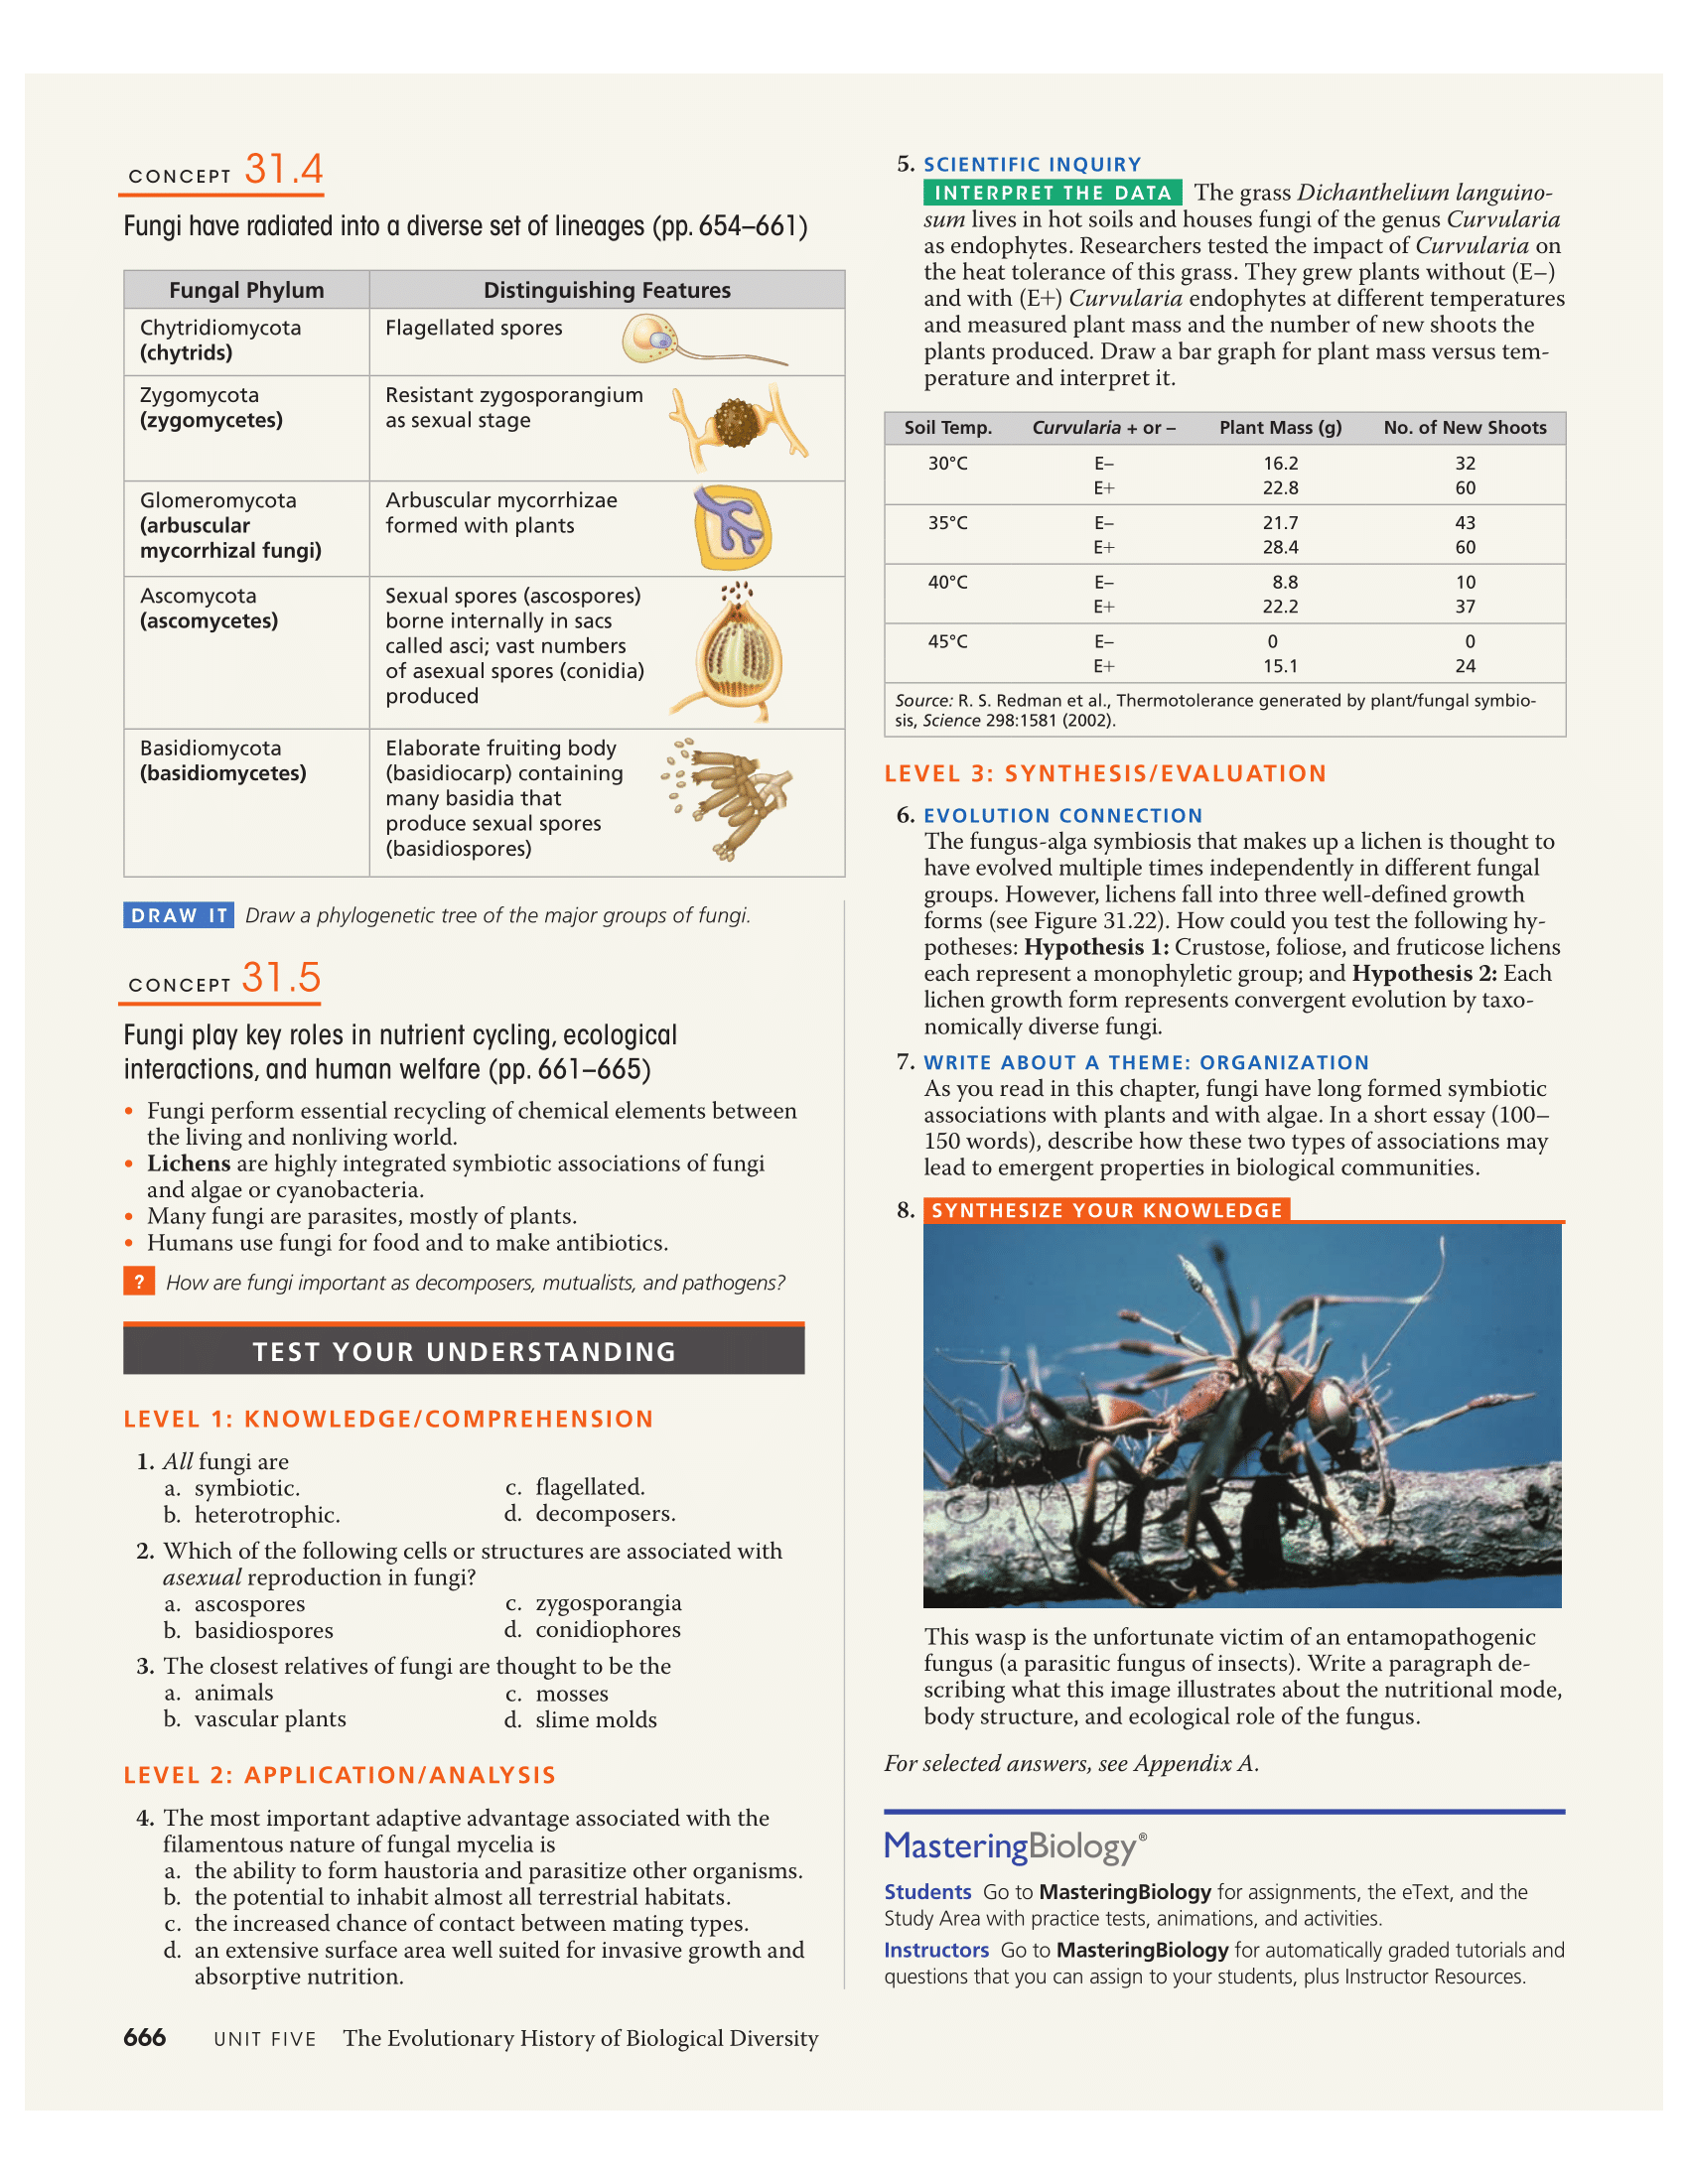 CONCEPT 31.4
Fungi have radiated into a diverse set of lineages (pp. 654–661)
Fungal Phylum Distinguishing Features
Chytridiomycota
(chytrids)
Flagellated spores
Zygomycota
(zygomycetes)
Resistant zygosporangium
as sexual stage
Glomeromycota
(arbuscular
mycorrhizal fungi)
Arbuscular mycorrhizae
formed with plants
Ascomycota
(ascomycetes)
Sexual spores (ascospores)
borne internally in sacs
called asci; vast numbers
of asexual spores (conidia)
produced
Basidiomycota
(basidiomycetes)
Elaborate fruiting body
(basidiocarp) containing
many basidia that
produce sexual spores
(basidiospores)
DRAW IT Draw a phylogenetic tree of the major groups of fungi.
CONCEPT 31.5
Fungi play key roles in nutrient cycling, ecological
interactions, and human welfare (pp. 661–665)
• Fungi perform essential recycling of chemical elements between
the living and nonliving world.
• Lichens are highly integrated symbiotic associations of fungi
and algae or cyanobacteria.
• Many fungi are parasites, mostly of plants.
• Humans use fungi for food and to make antibiotics.
? How are fungi important as decomposers, mutualists, and pathogens?
TEST YOUR UNDERSTANDING
LEVEL 1: KNOWLEDGE/COMPREHENSION
1. All fungi are
a. symbiotic. c. flagellated.
b. heterotrophic. d. decomposers.
2. Which of the following cells or structures are associated with
asexual reproduction in fungi?
a. ascospores c. zygosporangia
b. basidiospores d. conidiophores
3. The closest relatives of fungi are thought to be the
a. animals c. mosses
b. vascular plants d. slime molds
LEVEL 2: APPLICATION/ANALYSIS
4. The most important adaptive advantage associated with the
filamentous nature of fungal mycelia is
a. the ability to form haustoria and parasitize other organisms.
b. the potential to inhabit almost all terrestrial habitats.
c. the increased chance of contact between mating types.
d. an extensive surface area well suited for invasive growth and
absorptive nutrition.
5. SCIENTIFIC INQUIRY
INTERPRET THE DATA The grass Dichanthelium languino-
sum lives in hot soils and houses fungi of the genus Curvularia
as endophytes. Researchers tested the impact of Curvularia on
the heat tolerance of this grass. They grew plants without (E–)
and with (E+) Curvularia endophytes at different temperatures
and measured plant mass and the number of new shoots the
plants produced. Draw a bar graph for plant mass versus tem-
perature and interpret it.
Soil Temp. Curvularia + or – Plant Mass (g) No. of New Shoots
30°C E– 16.2 32
E+ 22.8 60
35°C E– 21.7 43
E+ 28.4 60
40°C E– 8.8 10
E+ 22.2 37
45°C E– 0 0
E+ 15.1 24
Source: R. S. Redman et al., Thermotolerance generated by plant/fungal symbio-
sis, Science 298:1581 (2002).
LEVEL 3: SYNTHESIS/EVALUATION
6. EVOLUTION CONNECTION
The fungus-alga symbiosis that makes up a lichen is thought to
have evolved multiple times independently in different fungal
groups. However, lichens fall into three well-defined growth
forms (see Figure 31.22). How could you test the following hy-
potheses: Hypothesis 1: Crustose, foliose, and fruticose lichens
each represent a monophyletic group; and Hypothesis 2: Each
lichen growth form represents convergent evolution by taxo-
nomically diverse fungi.
7. WRITE ABOUT A THEME: ORGANIZATION
As you read in this chapter, fungi have long formed symbiotic
associations with plants and with algae. In a short essay (100–
150 words), describe how these two types of associations may
lead to emergent properties in biological communities.
8. SYNTHESIZE YOUR KNOWLEDGE
This wasp is the unfortunate victim of an entamopathogenic
fungus (a parasitic fungus of insects). Write a paragraph de-
scribing what this image illustrates about the nutritional mode,
body structure, and ecological role of the fungus.
For selected answers, see Appendix A.
MasteringBiology®
Students Go to MasteringBiology for assignments, the eText, and the
Study Area with practice tests, animations, and activities.
Instructors Go to MasteringBiology for automatically graded tutorials and
questions that you can assign to your students, plus Instructor Resources.
666 UNIT FIVE The Evolutionary History of Biological Diversity